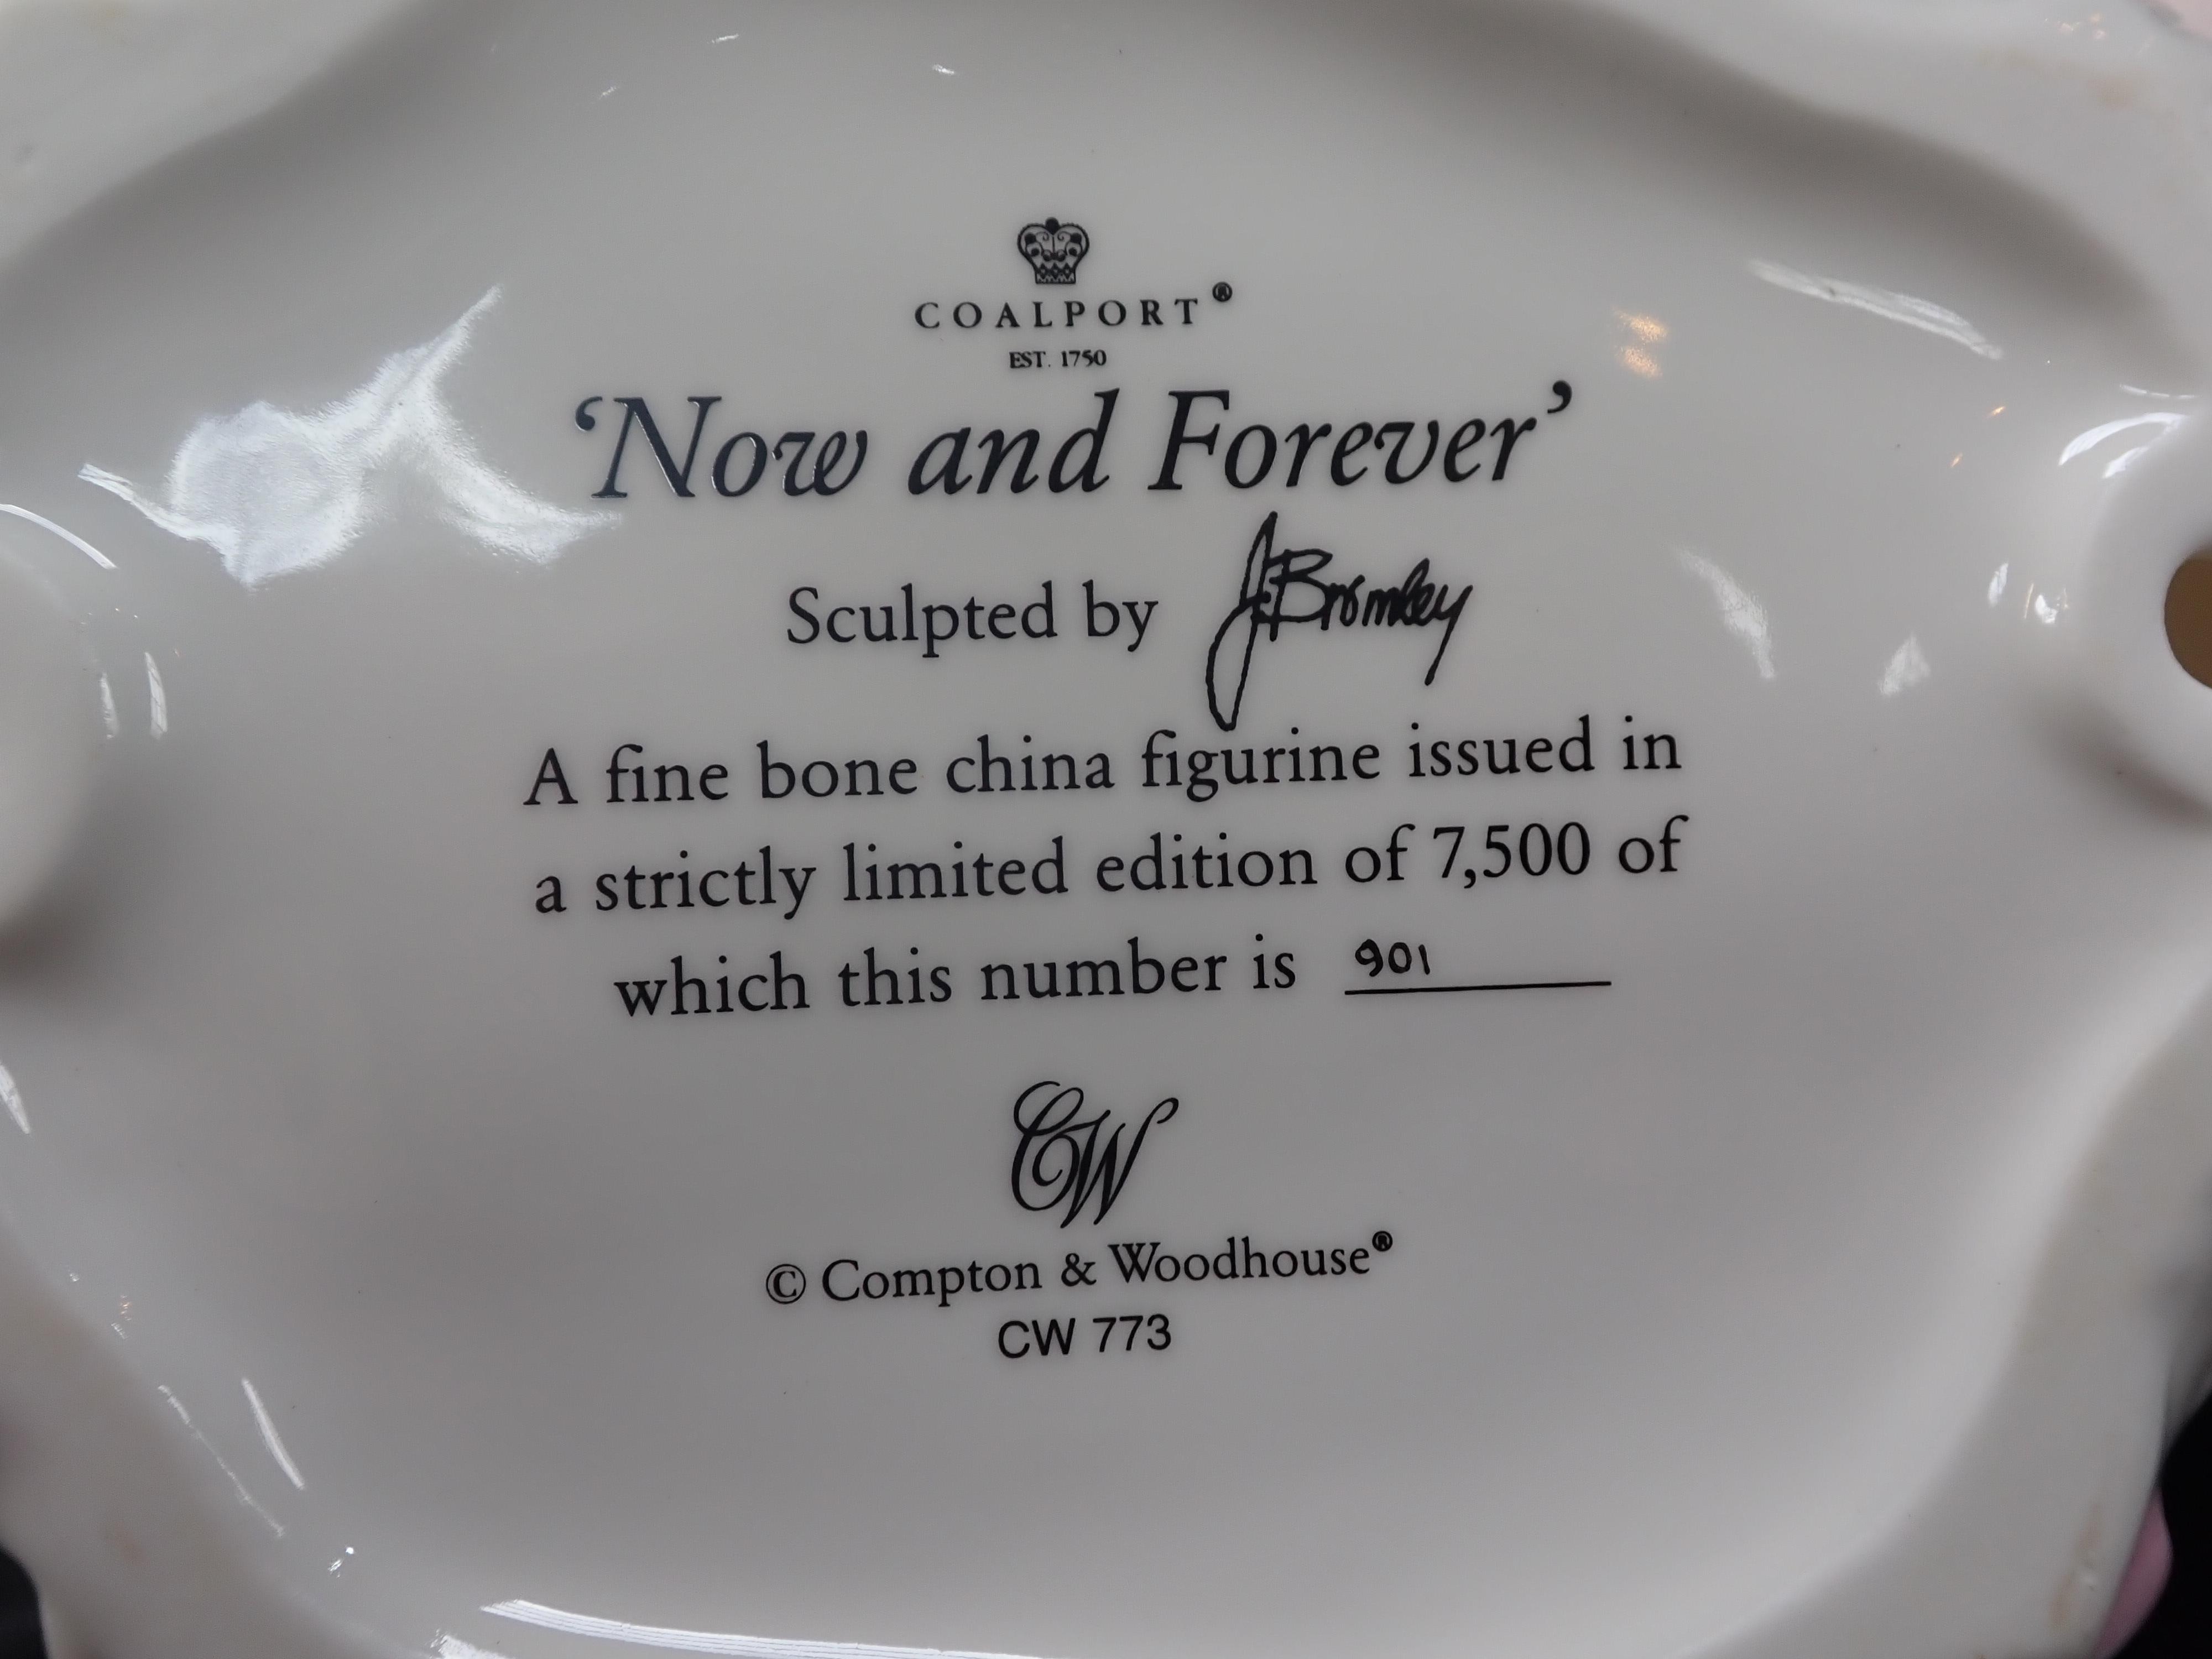 COALPORT®
EST. 1750
‘Now and Forever’
Sculpted by J. Bromley
A fine bone china figurine issued in
a strictly limited edition of 7,500 of
which this number is 901
CW
© Compton & Woodhouse®
CW 773